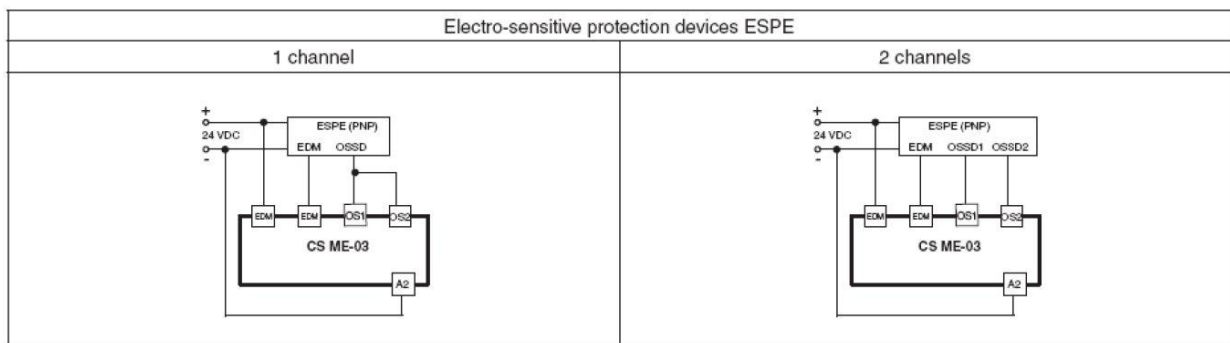 Electro-sensitive protection devices ESPE
1 channel
2 channels
+
24 VDC
-
ESPE (PNP)
EDM OSSD
EDM EDM OS1 OS2
CS ME-03
A2
+
24 VDC
-
ESPE (PNP)
EDM OSSD1 OSSD2
EDM EDM OS1 OS2
CS ME-03
A2